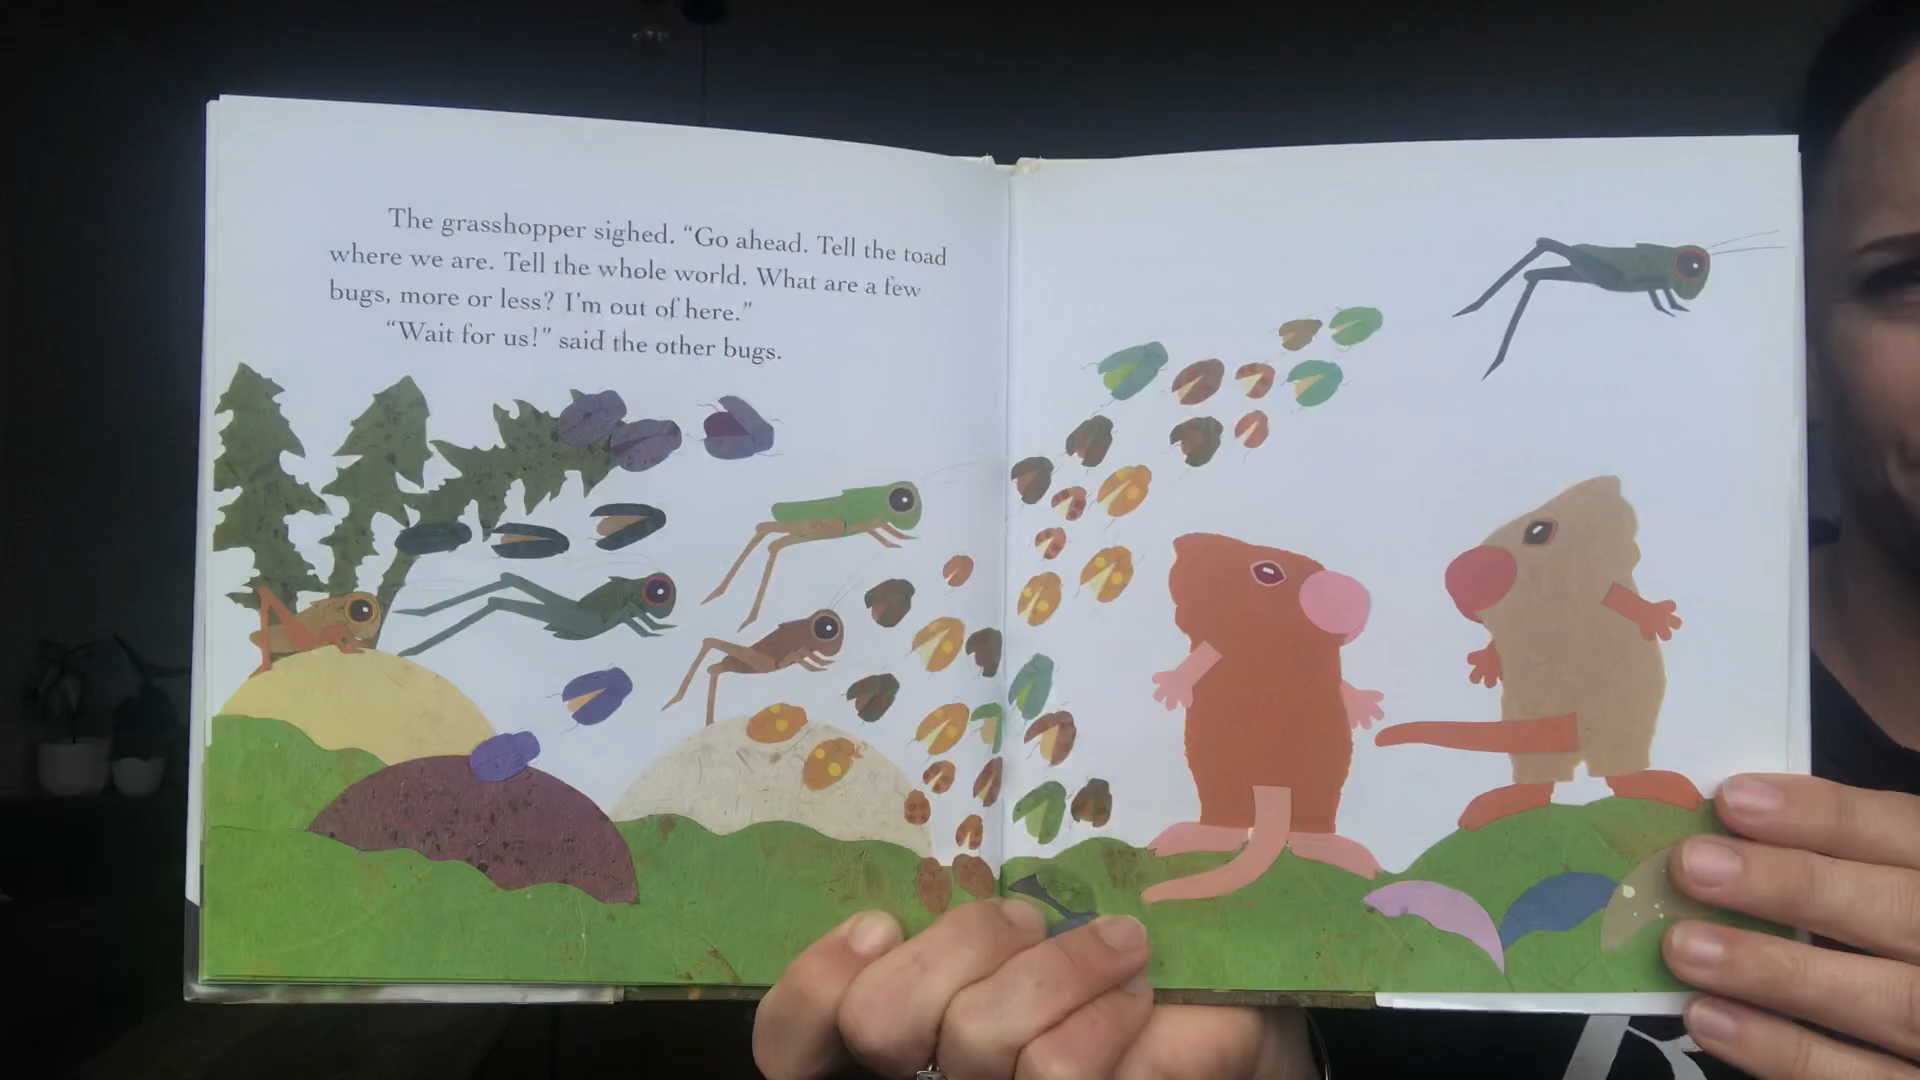 The grasshopper sighed. “Go ahead. Tell the toad
where we are. Tell the whole world. What are a few
bugs, more or less? I’m out of here.”
“Wait for us!” said the other bugs.